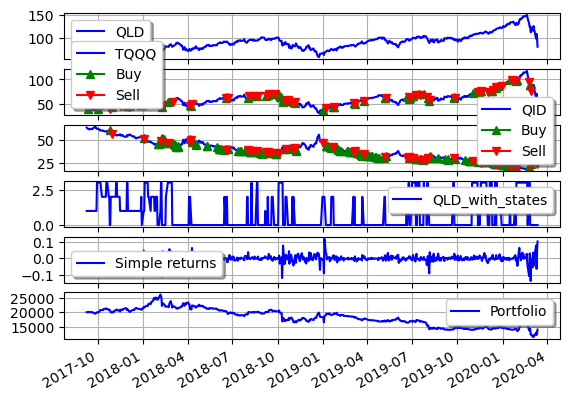 150
100
QLD
TQQQ
Buy
Sell
100
50
QID
Buy
Sell
50
25
2.5
0.0
QLD_with_states
0.1
0.0
−0.1
Simple returns
25000
20000
15000
Portfolio
2017-10
2018-01
2018-04
2018-07
2018-10
2019-01
2019-04
2019-07
2019-10
2020-01
2020-04